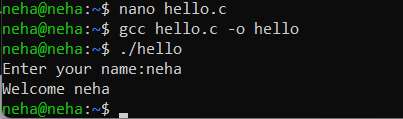 neha@neha:~$ nano hello.c
neha@neha:~$ gcc hello.c -o hello
neha@neha:~$ ./hello
Enter your name:neha
Welcome neha
neha@neha:~$